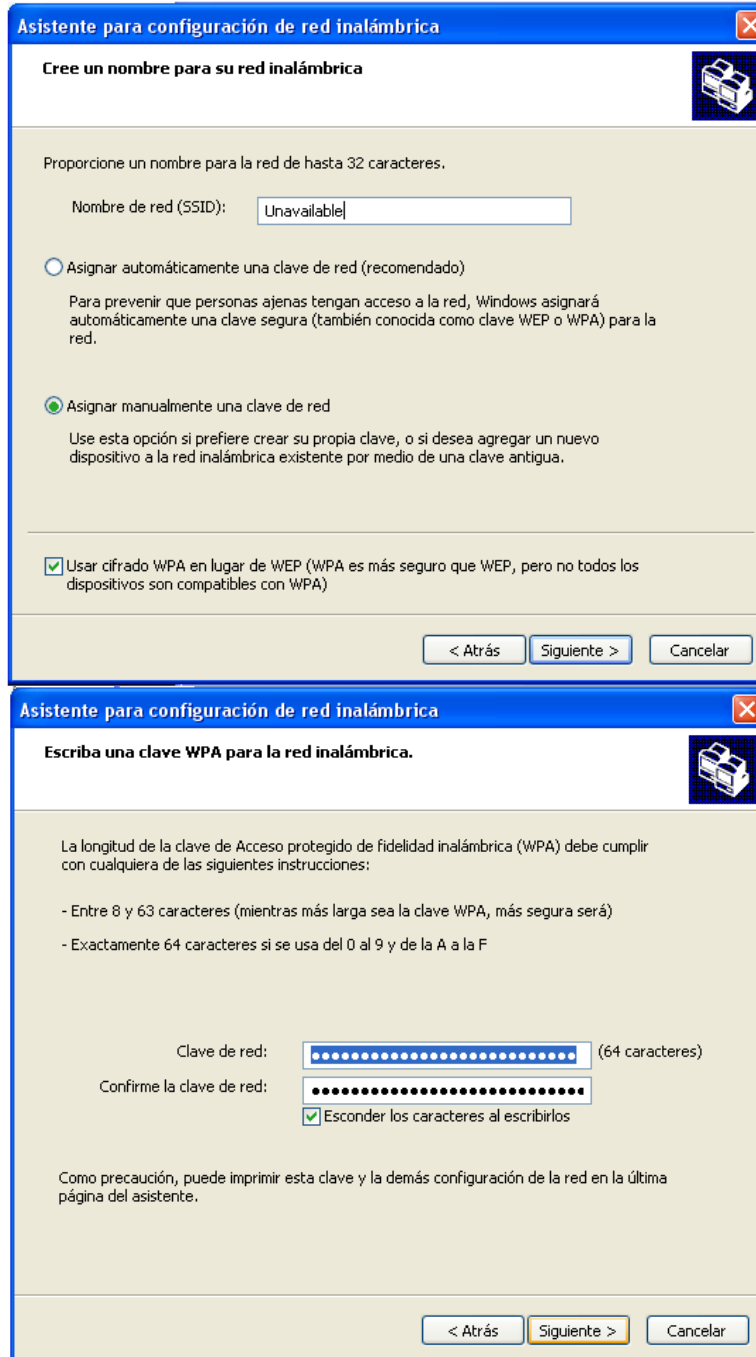 Asistente para configuración de red inalámbrica
Cree un nombre para su red inalámbrica
Proporcione un nombre para la red de hasta 32 caracteres.
Nombre de red (SSID): Unavailable
Asignar automáticamente una clave de red (recomendado)
Para prevenir que personas ajenas tengan acceso a la red, Windows asignará
automáticamente una clave segura (también conocida como clave WEP o WPA) para la
red.
Asignar manualmente una clave de red
Use esta opción si prefiere crear su propia clave, o si desea agregar un nuevo
dispositivo a la red inalámbrica existente por medio de una clave antigua.
Usar cifrado WPA en lugar de WEP (WPA es más seguro que WEP, pero no todos los
dispositivos son compatibles con WPA)
< Atrás Siguiente > Cancelar
Asistente para configuración de red inalámbrica
Escriba una clave WPA para la red inalámbrica.
La longitud de la clave de Acceso protegido de fidelidad inalámbrica (WPA) debe cumplir
con cualquiera de las siguientes instrucciones:
- Entre 8 y 63 caracteres (mientras más larga sea la clave WPA, más segura será)
- Exactamente 64 caracteres si se usa del 0 al 9 y de la A a la F
Clave de red: (64 caracteres)
Confirme la clave de red:
Esconder los caracteres al escribirlos
Como precaución, puede imprimir esta clave y la demás configuración de la red en la última
página del asistente.
< Atrás Siguiente > Cancelar